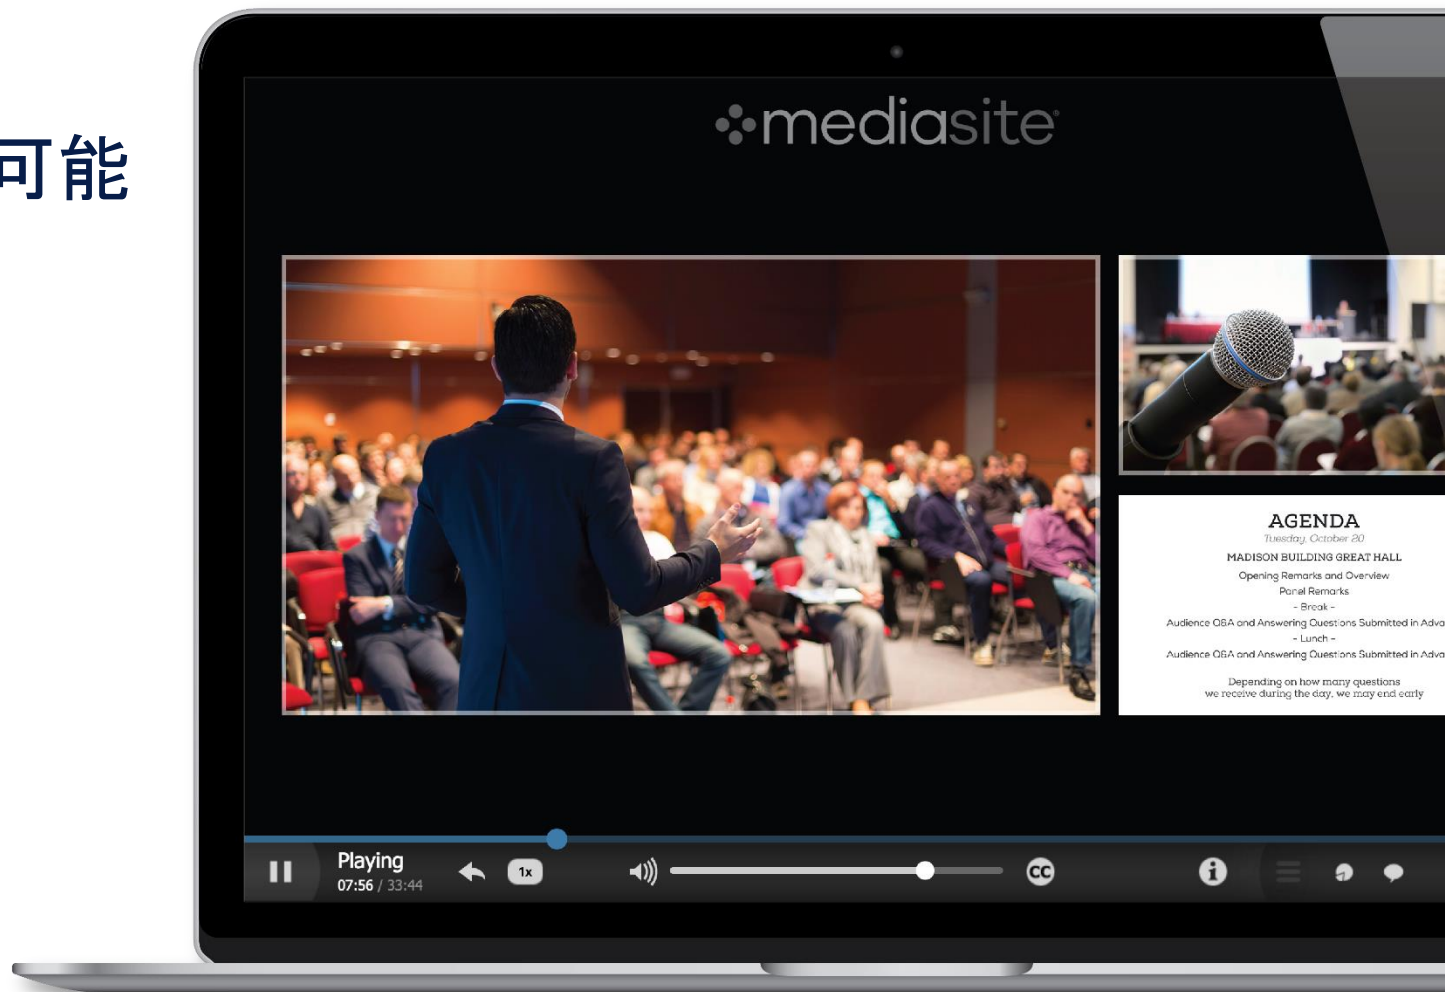 可能
mediasite
AGENDA
Tuesday, October 20
MADISON BUILDING GREAT HALL
Opening Remarks and Overview
Panel Remarks
- Break -
Audience Q&A and Answering Questions Submitted in Adva
- Lunch -
Audience Q&A and Answering Questions Submitted in Adva
Depending on how many questions
we receive during the day, we may end early
Playing
07:56 / 33:44
1x
CC